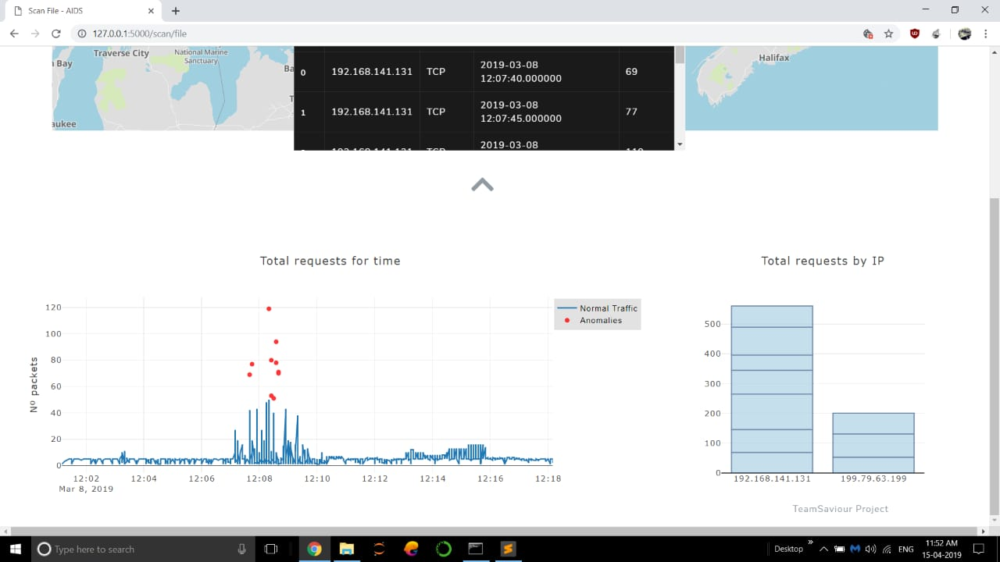 Scan File - AIDS
127.0.0.1:5000/scan/file
Traverse City
National Marine
Sanctuary
Bay
Ba
aukee
Halifax
0 192.168.141.131 TCP 2019-03-08 12:07:40.000000 69
1 192.168.141.131 TCP 2019-03-08 12:07:45.000000 77
2019-03-08
Total requests for time
Total requests by IP
Nº packets
120
100
80
60
40
20
0
12:02 12:04 12:06 12:08 12:10 12:12 12:14 12:16 12:18
Mar 8, 2019
Normal Traffic
Anomalies
500
400
300
200
100
0
192.168.141.131 199.79.63.199
TeamSaviour Project
Type here to search
Desktop
ENG
11:52 AM
15-04-2019